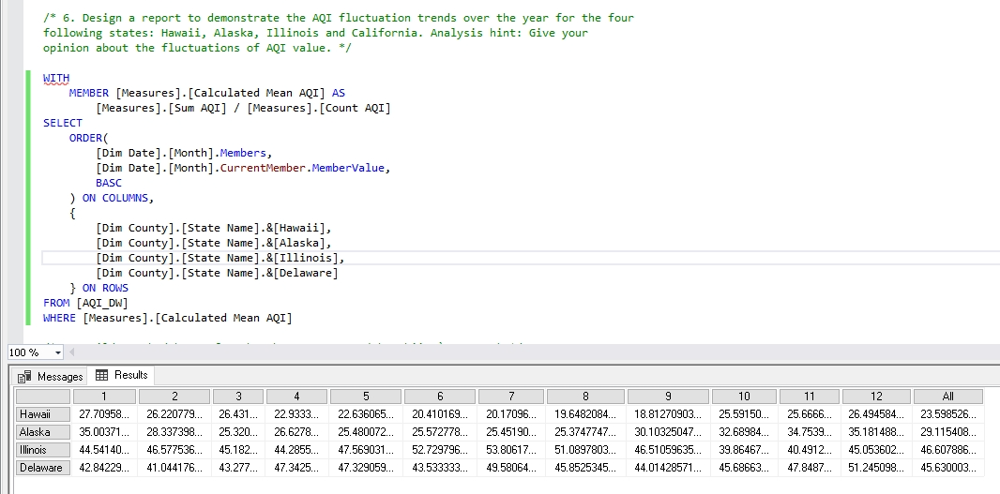 /* 6. Design a report to demonstrate the AQI fluctuation trends over the year for the four
following states: Hawaii, Alaska, Illinois and California. Analysis hint: Give your
opinion about the fluctuations of AQI value. */
WITH
MEMBER [Measures].[Calculated Mean AQI] AS
[Measures].[Sum AQI] / [Measures].[Count AQI]
SELECT
ORDER(
[Dim Date].[Month].Members,
[Dim Date].[Month].CurrentMember.MemberValue,
BASC
) ON COLUMNS,
{
[Dim County].[State Name].&[Hawaii],
[Dim County].[State Name].&[Alaska],
[Dim County].[State Name].&[Illinois],
[Dim County].[State Name].&[Delaware]
} ON ROWS
FROM [AQI_DW]
WHERE [Measures].[Calculated Mean AQI]
100 %
Messages Results
1 2 3 4 5 6 7 8 9 10 11 12 All
Hawaii 27.70958... 26.220779... 26.431... 22.9333... 22.636065... 20.410169... 20.17096... 19.6482084... 18.81270903... 25.59150... 25.6666... 26.494584... 23.598526...
Alaska 35.00371... 28.337398... 25.320... 26.6278... 25.480072... 25.572778... 25.45190... 25.3747747... 30.10325047... 32.68984... 34.7539... 35.181488... 29.115408...
Illinois 44.54140... 46.577536... 45.182... 44.2855... 47.569031... 52.729796... 53.80617... 51.0897803... 46.51059635... 39.86467... 40.4912... 45.053602... 46.607886...
Delaware 42.84229... 41.044176... 43.277... 47.3425... 47.329059... 43.533333... 49.58064... 45.8525345... 44.01428571... 45.68663... 47.8487... 51.245098... 45.630003...